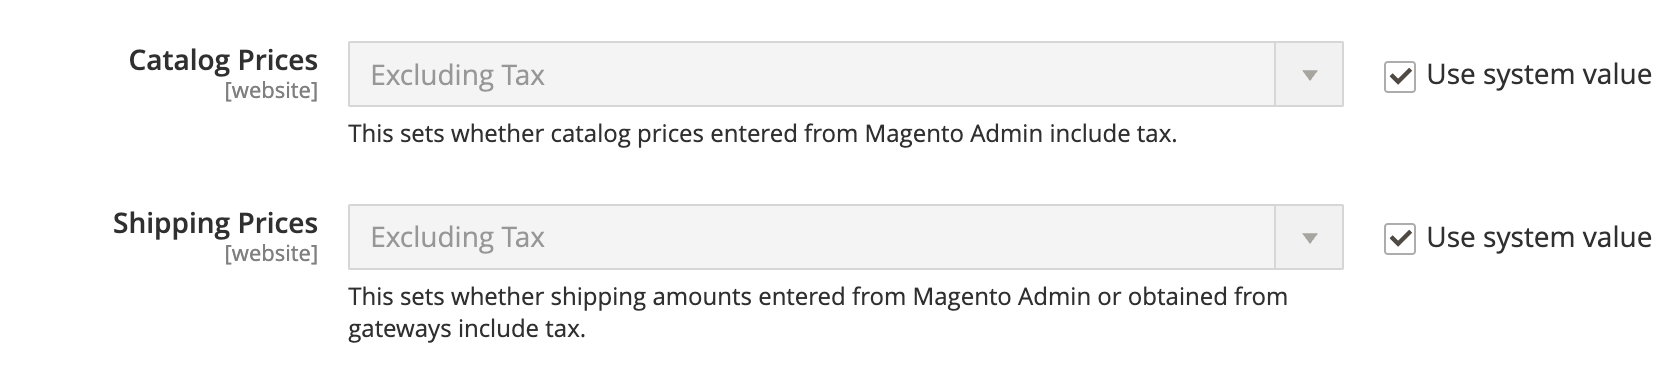 Catalog Prices
[website]
Excluding Tax
Use system value
This sets whether catalog prices entered from Magento Admin include tax.
Shipping Prices
[website]
Excluding Tax
Use system value
This sets whether shipping amounts entered from Magento Admin or obtained from
gateways include tax.